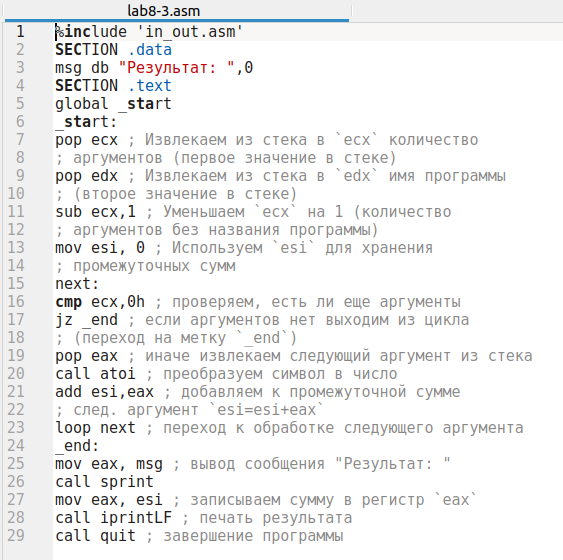 lab8-3.asm
1 %include 'in_out.asm'
2 SECTION .data
3 msg db "Результат: ",0
4 SECTION .text
5 global _start
6 _start:
7 pop ecx ; Извлекаем из стека в `ecx` количество
8 ; аргументов (первое значение в стеке)
9 pop edx ; Извлекаем из стека в `edx` имя программы
10 ; (второе значение в стеке)
11 sub ecx,1 ; Уменьшаем `ecx` на 1 (количество
12 ; аргументов без названия программы)
13 mov esi, 0 ; Используем `esi` для хранения
14 ; промежуточных сумм
15 next:
16 cmp ecx,0h ; проверяем, есть ли еще аргументы
17 jz _end ; если аргументов нет выходим из цикла
18 ; (переход на метку `_end`)
19 pop eax ; иначе извлекаем следующий аргумент из стека
20 call atoi ; преобразуем символ в число
21 add esi,eax ; добавляем к промежуточной сумме
22 ; след. аргумент `esi=esi+eax`
23 loop next ; переход к обработке следующего аргумента
24 _end:
25 mov eax, msg ; вывод сообщения "Результат: "
26 call sprint
27 mov eax, esi ; записываем сумму в регистр `eax`
28 call iprintLF ; печать результата
29 call quit ; завершение программы